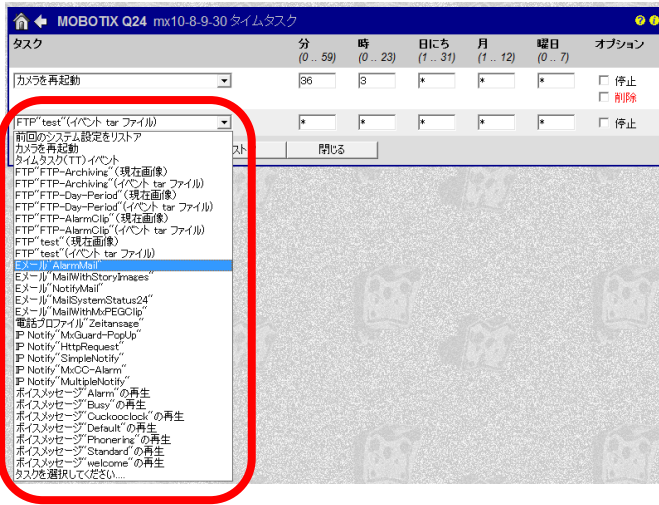 MOBOTIX Q24 mx10-8-9-30 タイムタスク
タスク 分 時 日にち 月 曜日 オプション
(0 .. 59) (0 .. 23) (1 .. 31) (1 .. 12) (0 .. 7)
カメラを再起動 36 3 * * * 停止
削除
FTP"test"(イベント tar ファイル) * * * * * 停止
前回のシステム設定をリストア
カメラを再起動
スト 閉じる
タイムタスク(TT)イベント
FTP"FTP-Archiving"(現在画像)
FTP"FTP-Archiving"(イベント tar ファイル)
FTP"FTP-Day-Period"(現在画像)
FTP"FTP-Day-Period"(イベント tar ファイル)
FTP"FTP-AlarmClip"(現在画像)
FTP"FTP-AlarmClip"(イベント tar ファイル)
FTP"test"(現在画像)
FTP"test"(イベント tar ファイル)
Eメール"AlarmMail"
Eメール"MailWithStoryImages"
Eメール"NotifyMail"
Eメール"MailSystemStatus24"
Eメール"MailWithMxPEGClip"
電話プロファイル"Zeitansage"
IP Notify"MxGuard-PopUp"
IP Notify"HttpRequest"
IP Notify"SimpleNotify"
IP Notify"MxCC-Alarm"
IP Notify"MultipleNotify"
ボイスメッセージ"Alarm"の再生
ボイスメッセージ"Busy"の再生
ボイスメッセージ"Cuckooclock"の再生
ボイスメッセージ"Default"の再生
ボイスメッセージ"Phonering"の再生
ボイスメッセージ"Standard"の再生
ボイスメッセージ"welcome"の再生
タスクを選択してください....